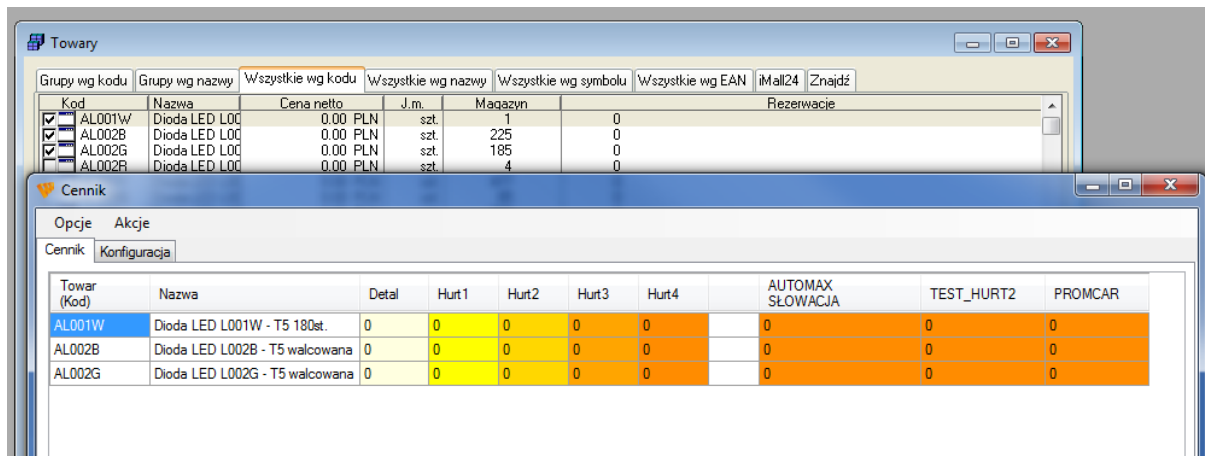 Towary
Grupy wg kodu Grupy wg nazwy Wszystkie wg kodu Wszystkie wg nazwy Wszystkie wg symbolu Wszystkie wg EAN iMall24 Znajdź
Kod Nazwa Cena netto J.m. Magazyn Rezerwacje
AL001W Dioda LED L00 0.00 PLN szt. 1 0
AL002B Dioda LED L00 0.00 PLN szt. 225 0
AL002G Dioda LED L00 0.00 PLN szt. 185 0
AL002R Dioda LED L00 0.00 PLN szt. 4 0
Cennik
Opcje Akcje
Cennik Konfiguracja
Towar (Kod) Nazwa Detal Hurt1 Hurt2 Hurt3 Hurt4 AUTOMAX SŁOWACJA TEST_HURT2 PROMCAR
AL001W Dioda LED L001W - T5 180st. 0 0 0 0 0 0 0 0
AL002B Dioda LED L002B - T5 walcowana 0 0 0 0 0 0 0 0
AL002G Dioda LED L002G - T5 walcowana 0 0 0 0 0 0 0 0